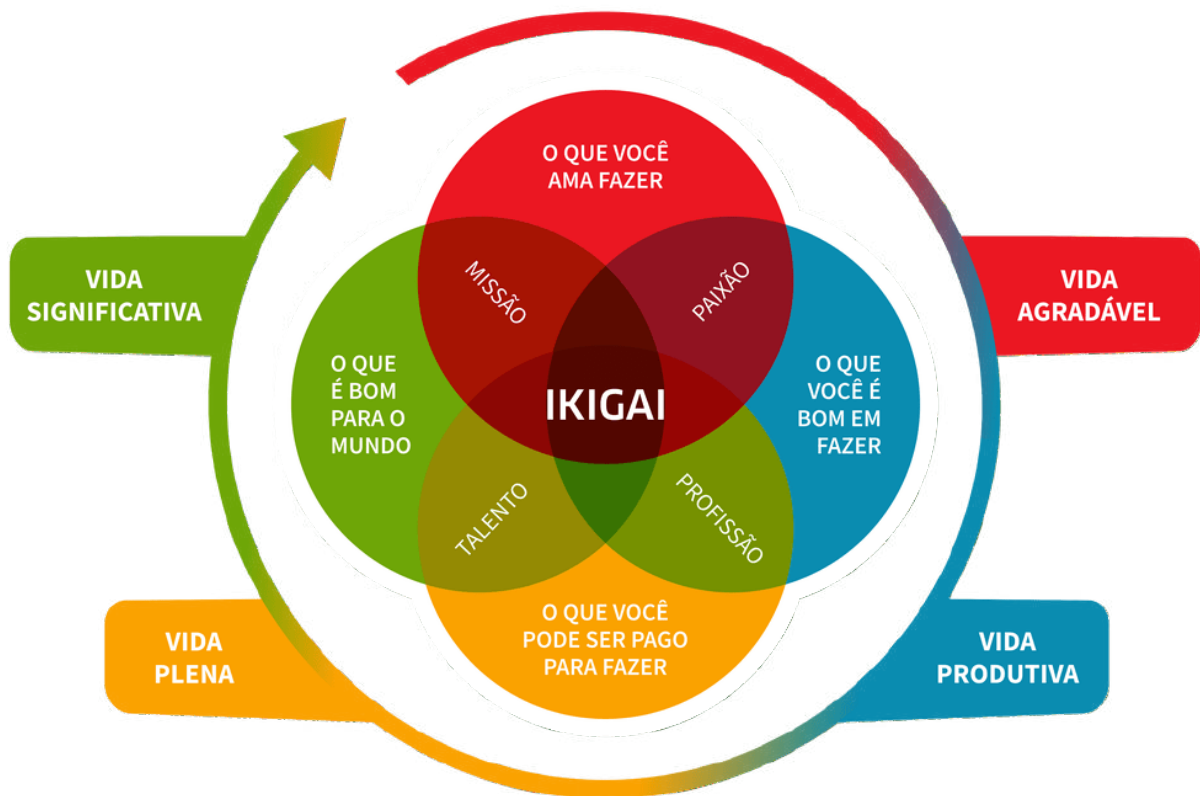 O QUE VOCÊ
AMA FAZER
MISSÃO
PAIXÃO
VIDA
SIGNIFICATIVA
VIDA
AGRADÁVEL
O QUE
É BOM
PARA O
MUNDO
IKIGAI
O QUE
VOCÊ É
BOM EM
FAZER
TALENTO
PROFISSÃO
O QUE VOCÊ
PODE SER PAGO
PARA FAZER
VIDA
PLENA
VIDA
PRODUTIVA